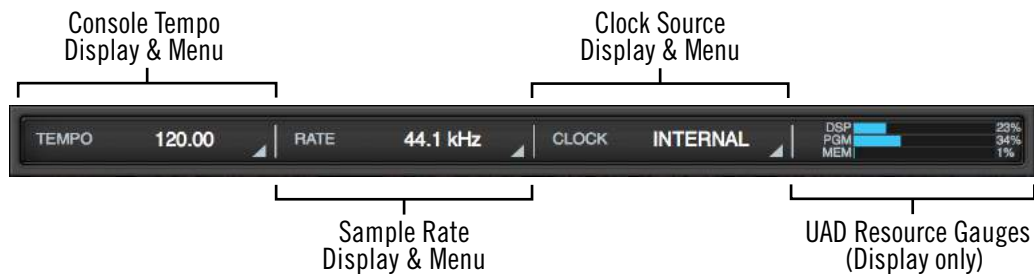 Console Tempo
Display & Menu
Clock Source
Display & Menu
TEMPO 120.00 RATE 44.1 kHz CLOCK INTERNAL
DSP 23%
PGM 34%
MEM 1%
Sample Rate
Display & Menu
UAD Resource Gauges
(Display only)